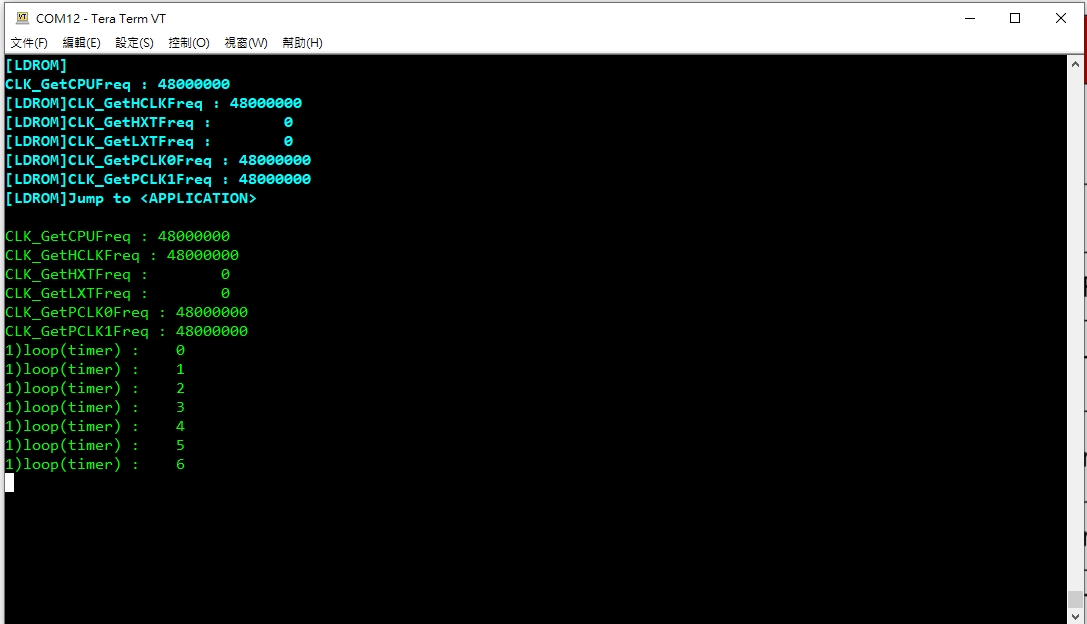 COM12 - Tera Term VT
文件(F) 編輯(E) 設定(S) 控制(O) 視窗(W) 幫助(H)
[LDROM]
CLK_GetCPUFreq : 48000000
[LDROM]CLK_GetHCLKFreq : 48000000
[LDROM]CLK_GetHXTFreq :        0
[LDROM]CLK_GetLXTFreq :        0
[LDROM]CLK_GetPCLK0Freq : 48000000
[LDROM]CLK_GetPCLK1Freq : 48000000
[LDROM]Jump to <APPLICATION>
CLK_GetCPUFreq : 48000000
CLK_GetHCLKFreq : 48000000
CLK_GetHXTFreq :        0
CLK_GetLXTFreq :        0
CLK_GetPCLK0Freq : 48000000
CLK_GetPCLK1Freq : 48000000
1)loop(timer) :    0
1)loop(timer) :    1
1)loop(timer) :    2
1)loop(timer) :    3
1)loop(timer) :    4
1)loop(timer) :    5
1)loop(timer) :    6